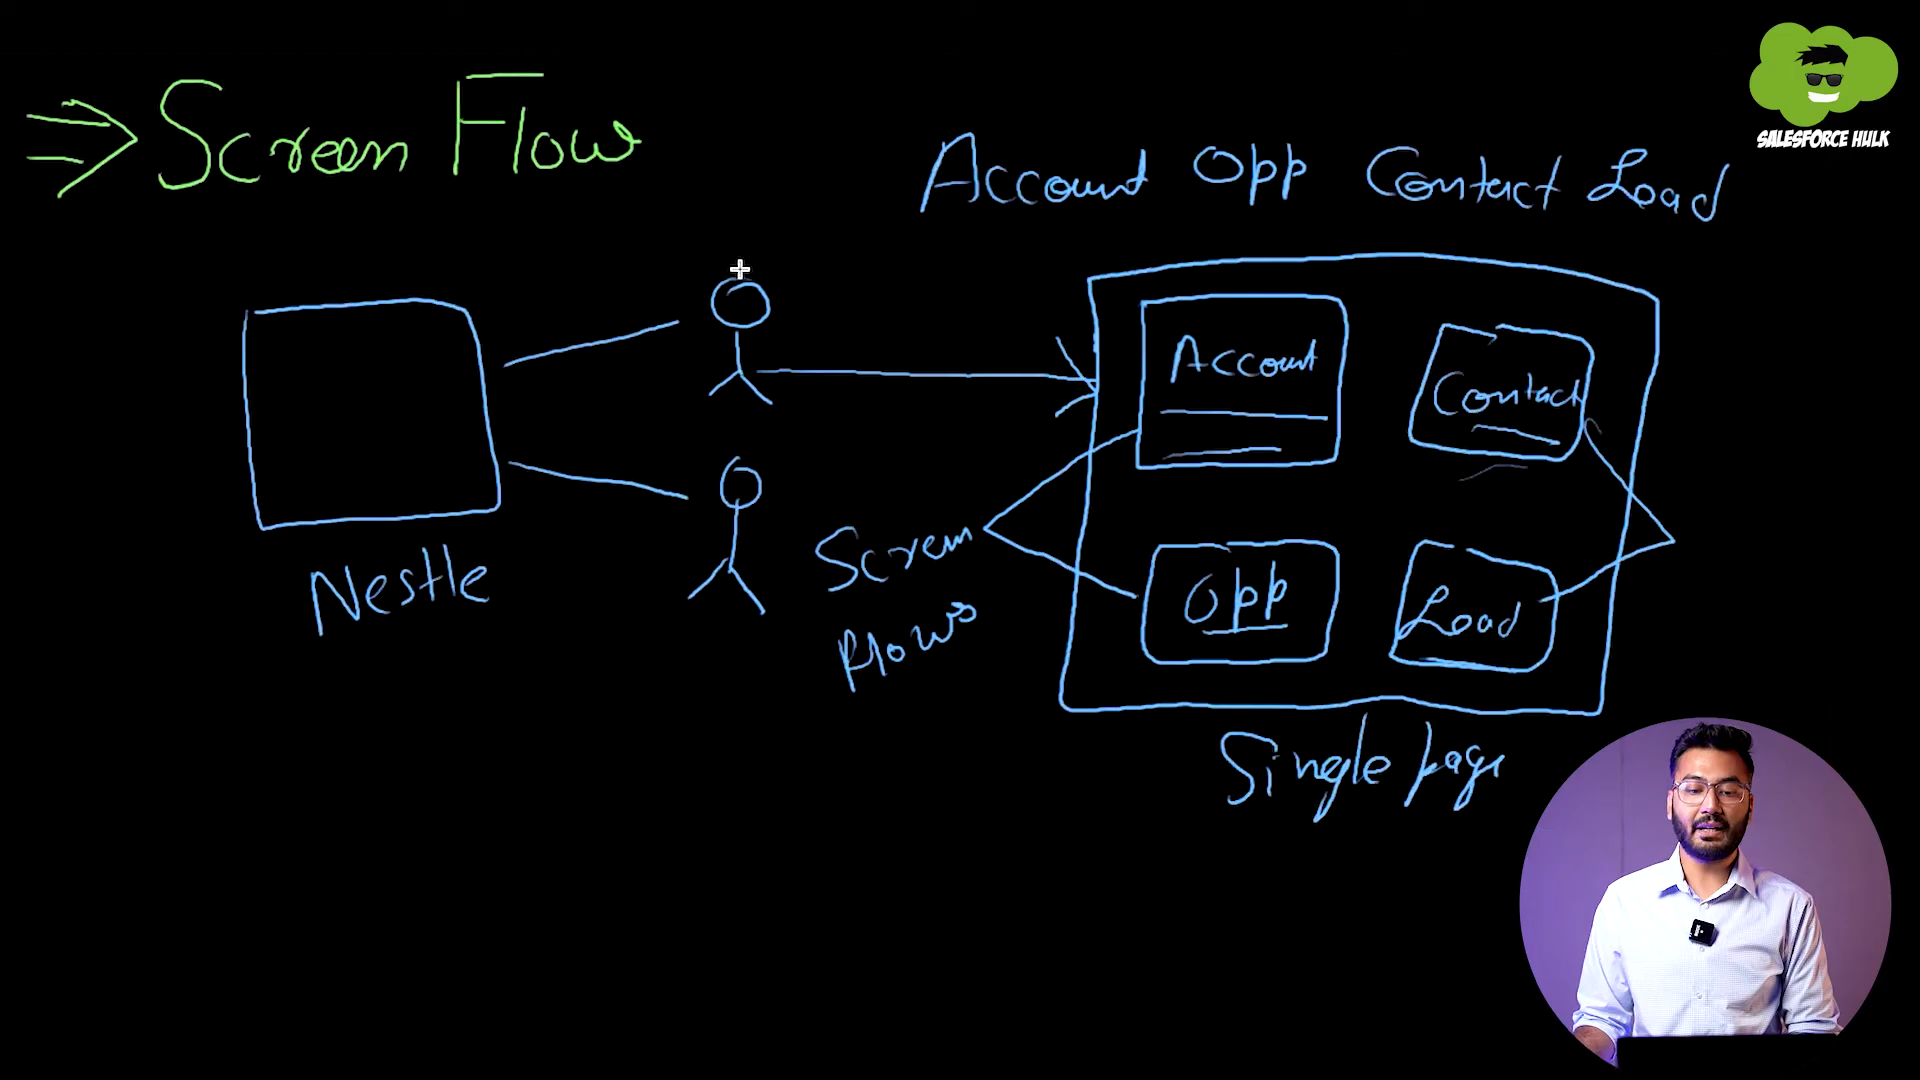 ⇒ Screen Flow
SALESFORCE HULK
Account Opp Contact Lead
Account
Contact
Nestle
Screen
Flows
Opp
Lead
Single page